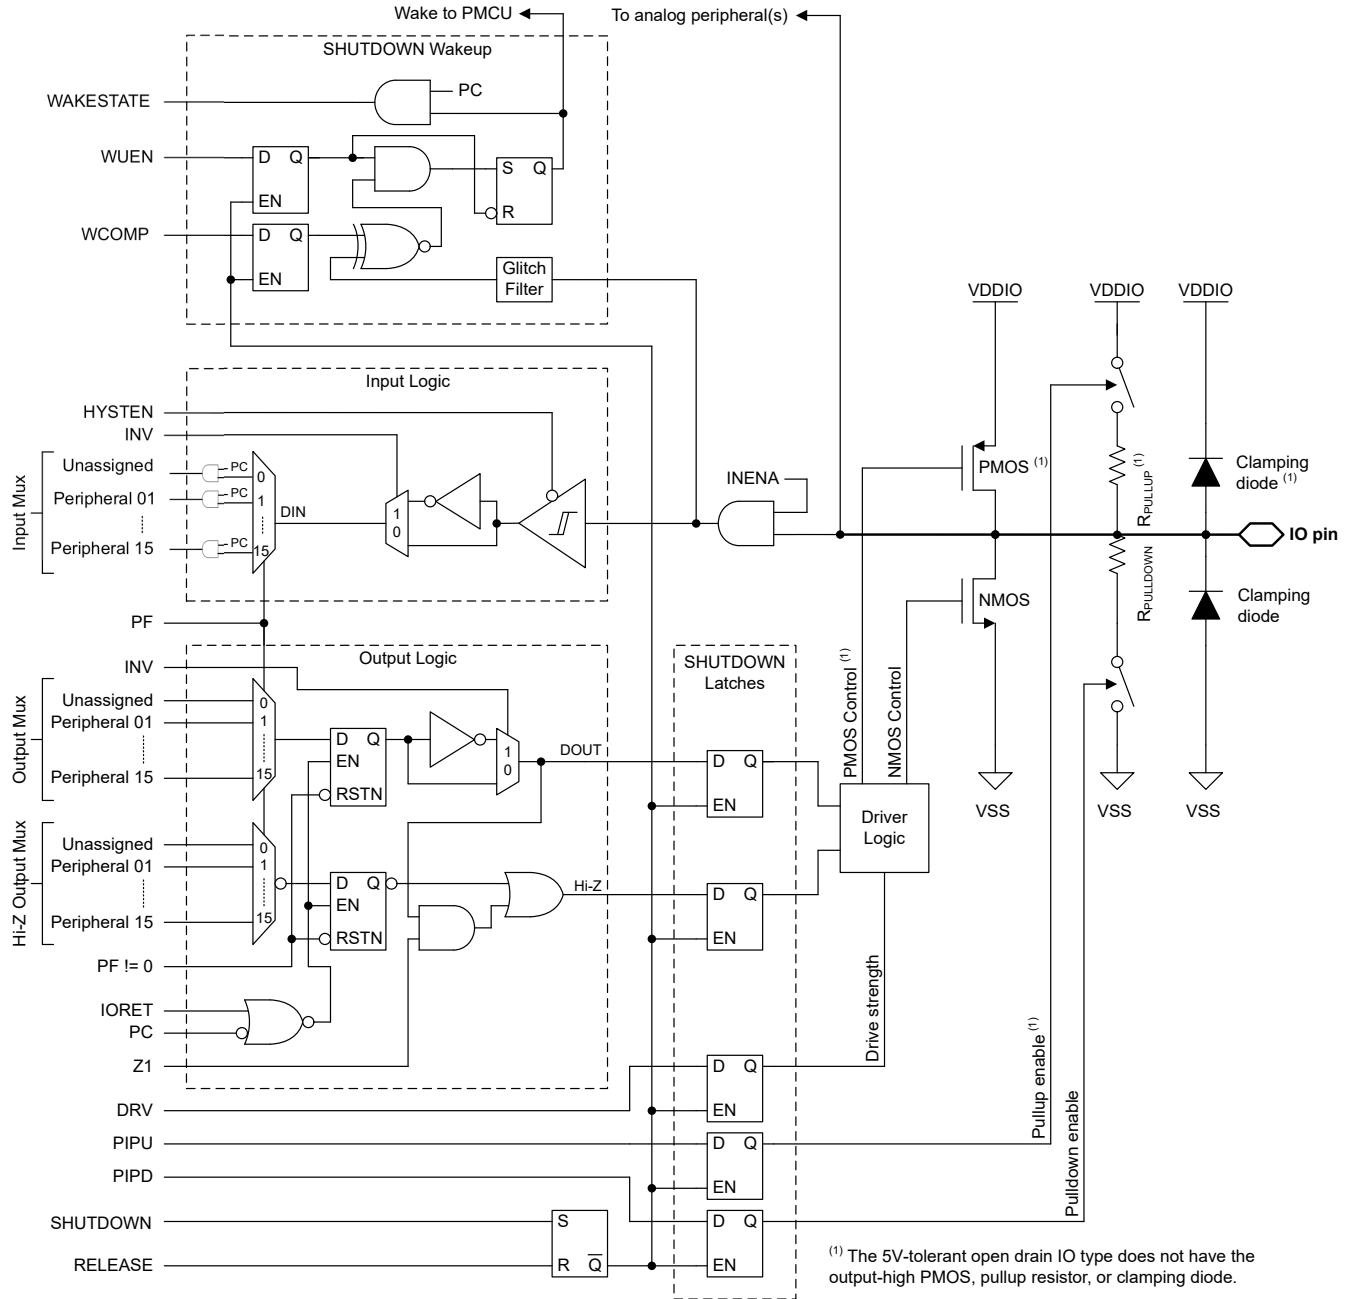 Wake to PMCU
To analog peripheral(s)
SHUTDOWN Wakeup
WAKESTATE
PC
WUEN
D Q
EN
S Q
R
WCOMP
D Q
EN
Glitch
Filter
VDDIO
VDDIO
VDDIO
Input Logic
HYSTEN
INV
Input Mux
Unassigned
PC
0
Peripheral 01
PC
1
Peripheral 15
PC
15
DIN
1
0
INENA
PMOS (1)
RPULLUP (1)
Clamping
diode (1)
IO pin
RPULLDOWN
NMOS
Clamping
diode
PF
Output Logic
INV
Output Mux
Unassigned
0
Peripheral 01
1
Peripheral 15
15
D Q
EN
RSTN
1
0
DOUT
SHUTDOWN
Latches
D Q
EN
PMOS Control (1)
NMOS Control
Driver
Logic
VSS
VSS
VSS
Hi-Z Output Mux
Unassigned
0
Peripheral 01
1
Peripheral 15
15
D Q
EN
RSTN
Hi-Z
D Q
EN
PF != 0
IORET
PC
Z1
Drive strength
D Q
EN
DRV
Pullup enable (1)
Pulldown enable
PIPU
D Q
EN
PIPD
SHUTDOWN
S
D Q
RELEASE
R Q
EN
(1) The 5V-tolerant open drain IO type does not have the
output-high PMOS, pullup resistor, or clamping diode.